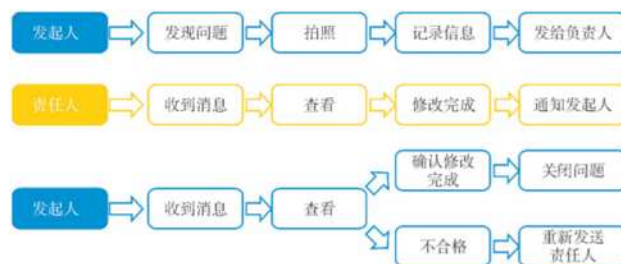 发起人 发现问题 拍照 记录信息 发给负责人
责任人 收到消息 查看 修改完成 通知发起人
确认修改
完成 关闭问题
发起人 收到消息 查看
不合格 重新发送
责任人